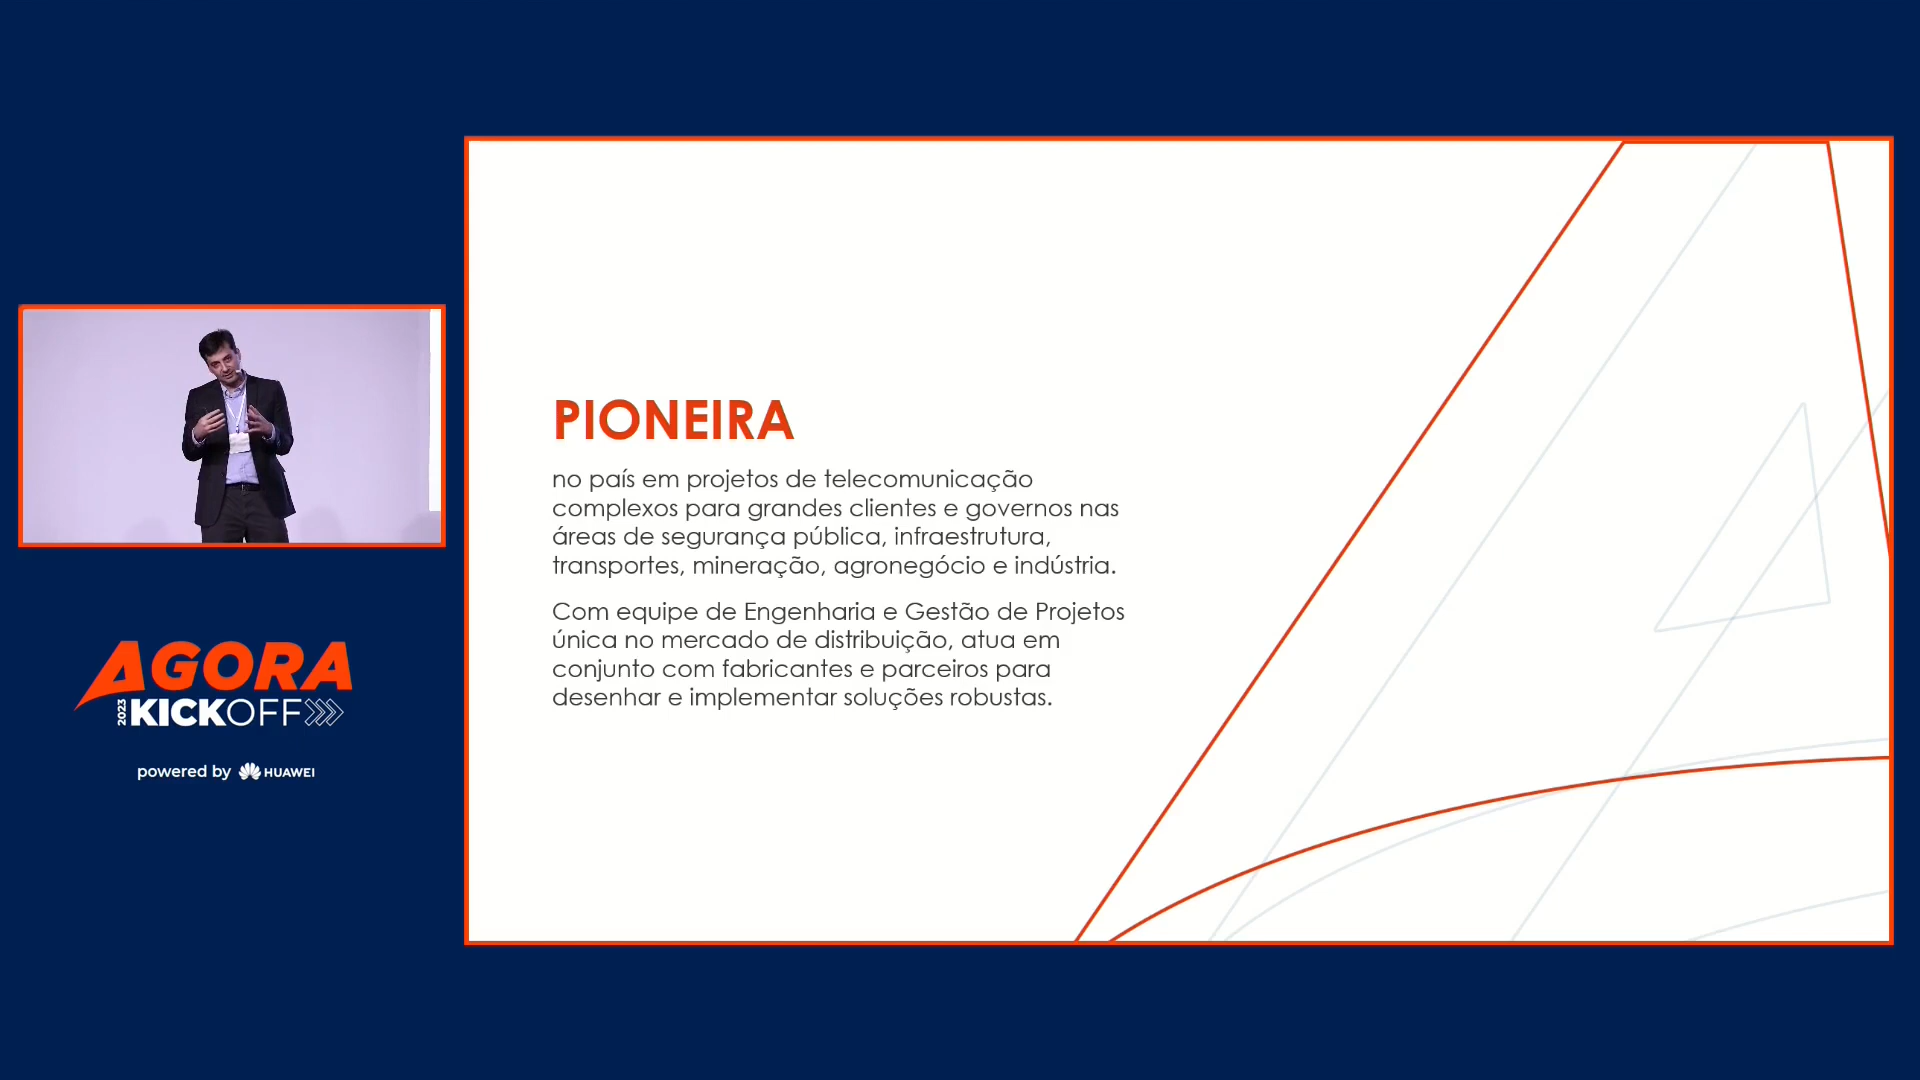 PIONEIRA
no país em projetos de telecomunicação
complexos para grandes clientes e governos nas
áreas de segurança pública, infraestrutura,
transportes, mineração, agronegócio e indústria.
Com equipe de Engenharia e Gestão de Projetos
única no mercado de distribuição, atua em
conjunto com fabricantes e parceiros para
desenhar e implementar soluções robustas.
AGORA
2023 KICKOFF
powered by HUAWEI